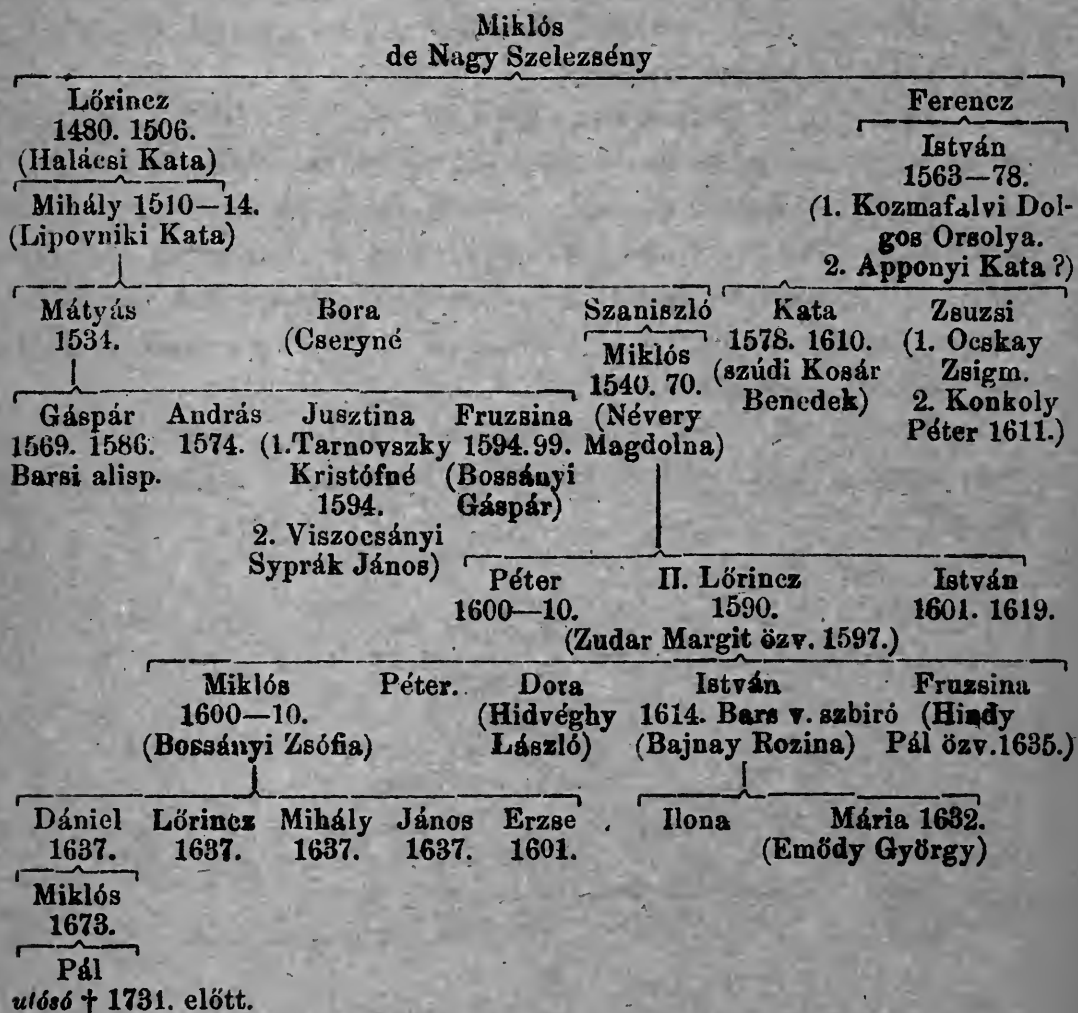 Miklós
de Nagy Szelezsény
Lőrincz Ferencz
1480. 1506. István
(Halácsi Kata) 1563—78.
Mihály 1510—14. (1. Kozmafalvi Dol-
(Lipovniki Kata) gos Orsolya.
2. Apponyi Kata ?)
Mátyás Bora Szaniszló Kata Zsuzsi
1534. (Cseryné Miklós 1578. 1610. (1. Ocskay
1540. 70. (szúdi Kosár Zsigm.
Gáspár András Jusztina Fruzsina (Névery Benedek) 2. Konkoly
1569. 1586. 1574. (1.Tarnovszky 1594.99. Magdolna) Péter 1611.)
Barsi alisp. Kristófné (Bossányi
1594. Gáspár)
2. Viszocsányi
Syprák János)
Péter II. Lőrincz István
1600—10. 1590. 1601. 1619.
(Zudar Margit özv. 1597.)
Miklós Péter. Dora István Fruzsina
1600—10. (Hidvéghy 1614. Bars v. szbiró (Hindy
(Bossányi Zsófia) László) (Bajnay Rozina) Pál özv.1635.)
Dániel Lőrincz Mihály János Erzse Ilona Mária 1632.
1637. 1637. 1637. 1637. 1601. (Emődy György)
Miklós
1673.
Pál
utósó † 1731. előtt.